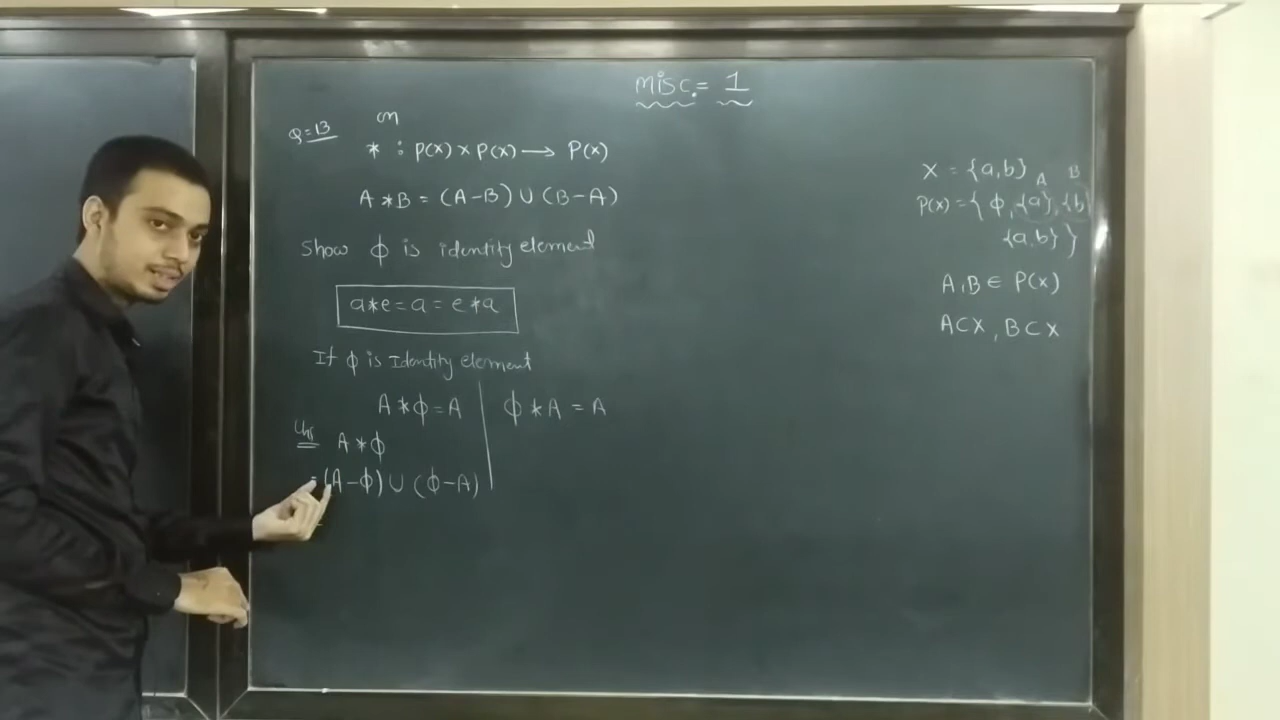 misc. = 1
Q=13 on
* : P(x) × P(x) → P(x)
A * B = (A-B) ∪ (B-A)
Show ϕ is identity element
a*e = a = e*a
If ϕ is Identity element
A * ϕ = A
ϕ * A = A
LHS A * ϕ
= (A-ϕ) ∪ (ϕ-A)
X = {a,b}
A B
P(x) = { ϕ, {a}, {b}
{a,b} }
A,B ∈ P(x)
A⊂X , B⊂X